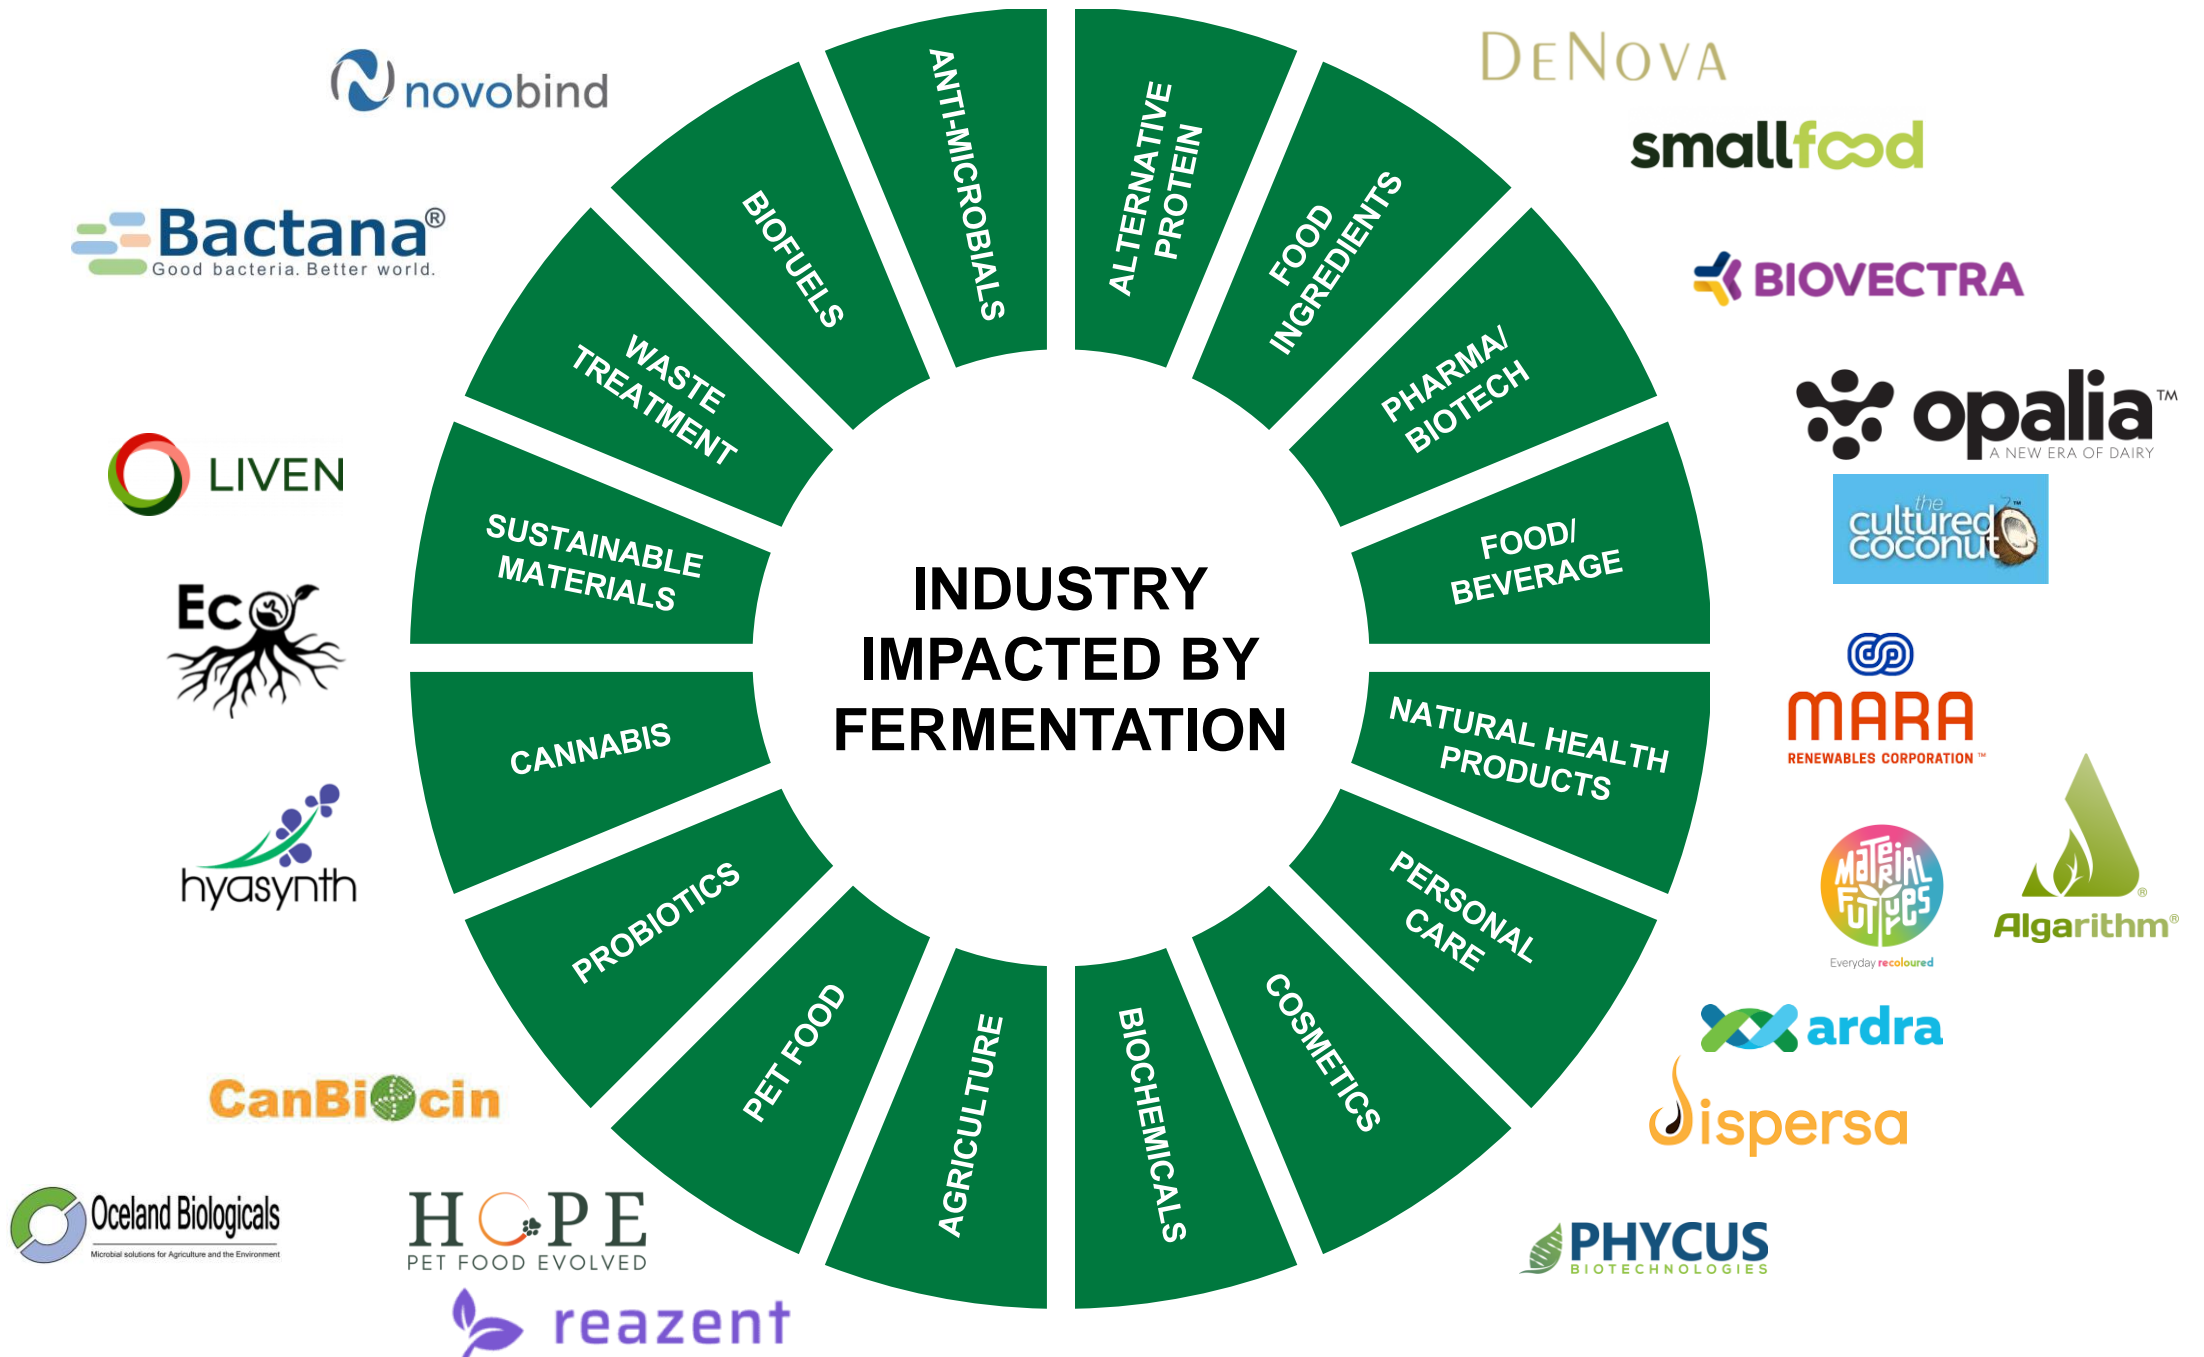 INDUSTRY
IMPACTED BY
FERMENTATION
ALTERNATIVE
PROTEIN
FOOD
INGREDIENTS
PHARMA/
BIOTECH
FOOD/
BEVERAGE
NATURAL HEALTH
PRODUCTS
PERSONAL
CARE
COSMETICS
BIOCHEMICALS
AGRICULTURE
PET FOOD
PROBIOTICS
CANNABIS
SUSTAINABLE
MATERIALS
WASTE
TREATMENT
BIOFUELS
ANTI-MICROBIALS
DENOVA
smallfood
BIOVECTRA
opalia™
A NEW ERA OF DAIRY
the
cultured
coconut™
MARA
RENEWABLES CORPORATION™
MATERIAL
FUTURES
Everyday recoloured
Algarithm®
ardra
Dispersa
PHYCUS
BIOTECHNOLOGIES
reazent
HOPE
PET FOOD EVOLVED
Oceland Biologicals
Microbial solutions for Agriculture and the Environment
CanBiocin
hyasynth
Eco
LIVEN
Bactana®
Good bacteria. Better world.
novobind